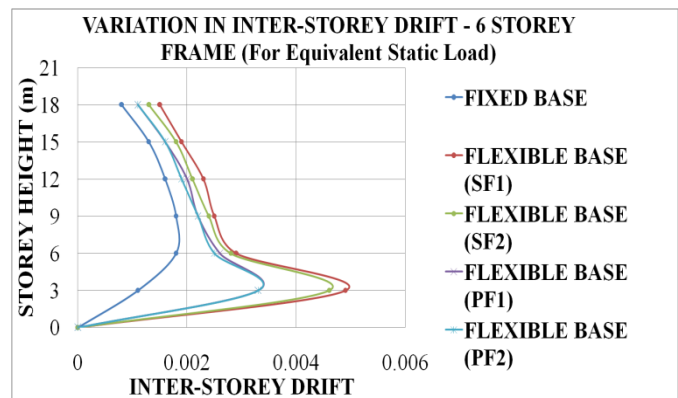 VARIATION IN INTER-STOREY DRIFT - 6 STOREY
FRAME (For Equivalent Static Load)
STOREY HEIGHT (m)
21
18
15
12
9
6
3
0
0
0.002
0.004
0.006
INTER-STOREY DRIFT
FIXED BASE
FLEXIBLE BASE
(SF1)
FLEXIBLE BASE
(SF2)
FLEXIBLE BASE
(PF1)
FLEXIBLE BASE
(PF2)